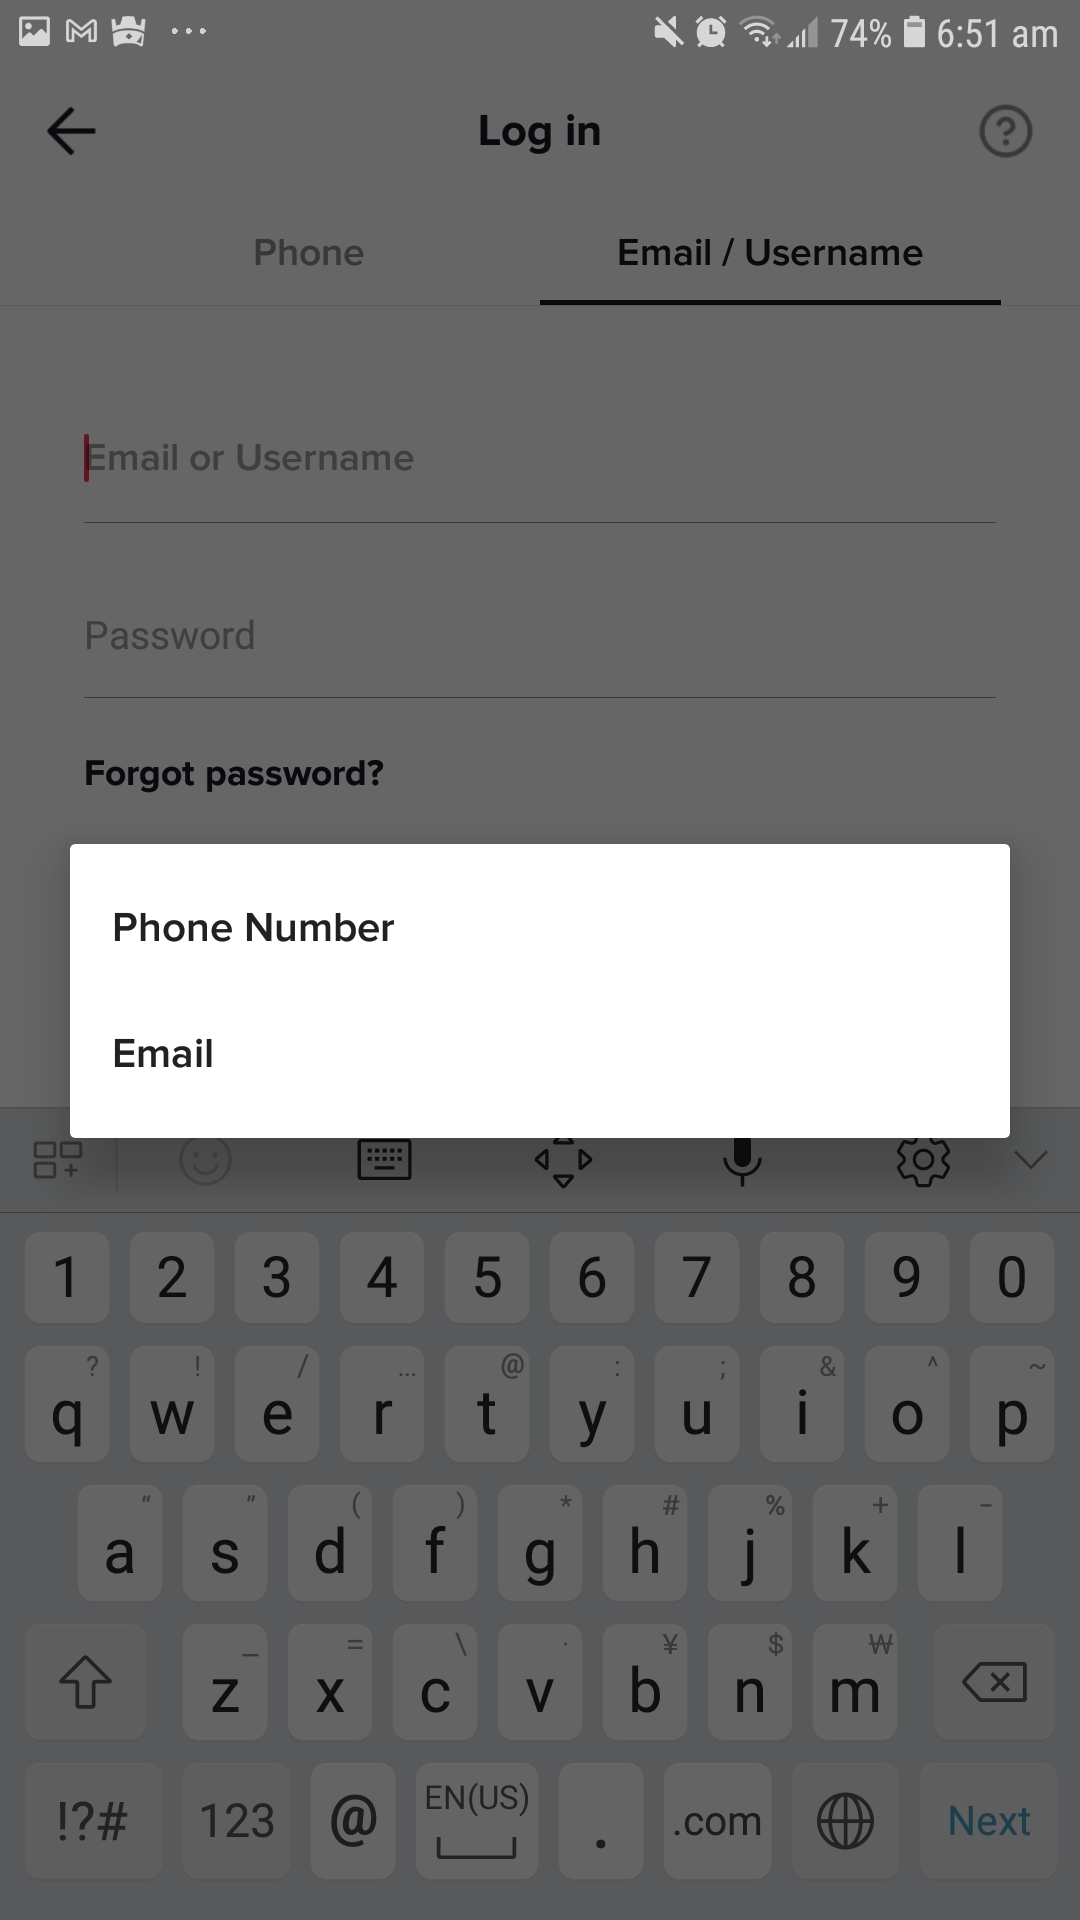 74% 6:51 am
Log in
Phone Email / Username
Email or Username
Password
Forgot password?
Phone Number
Email
1 2 3 4 5 6 7 8 9 0
? ! / ... @ : ; & ^ ~
q w e r t y u i o p
“ ” ( ) * # % + -
a s d f g h j k l
_ = \ · ¥ $ ₩
z x c v b n m
!?# 123 @ EN(US) . .com Next